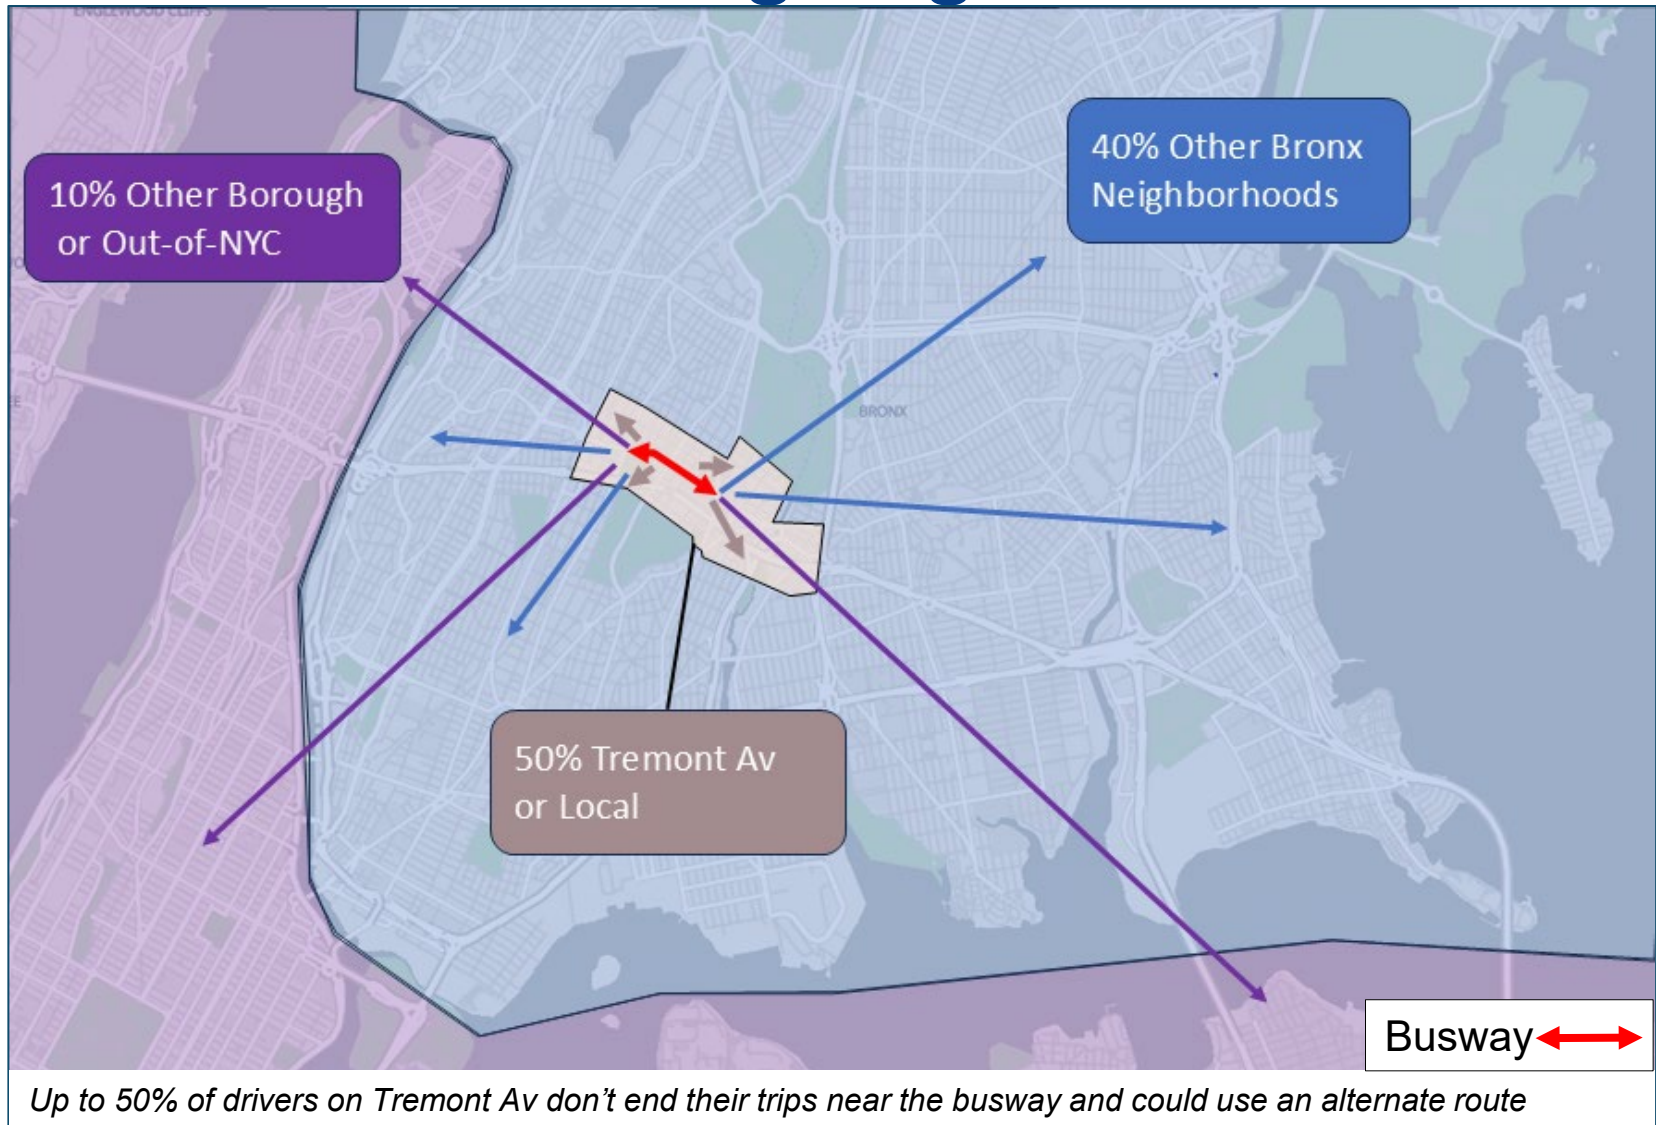 ENGLEWOOD CLIFFS
10% Other Borough
or Out-of-NYC
40% Other Bronx
Neighborhoods
BRONX
50% Tremont Av
or Local
Busway
Up to 50% of drivers on Tremont Av don’t end their trips near the busway and could use an alternate route